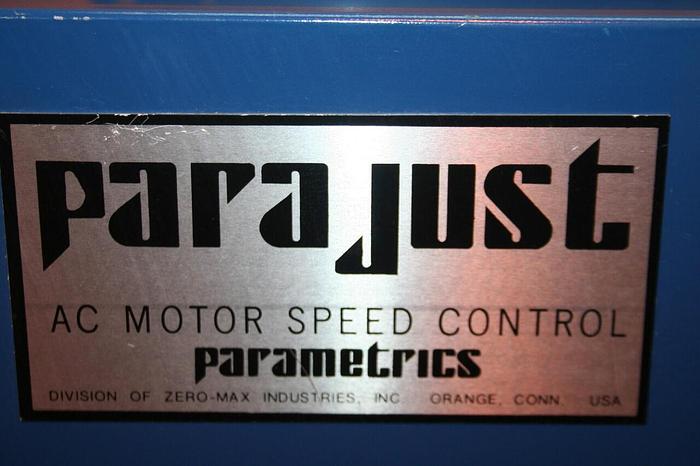 parajust
AC MOTOR SPEED CONTROL
parametrics
DIVISION OF ZERO-MAX INDUSTRIES, INC. ORANGE, CONN. USA